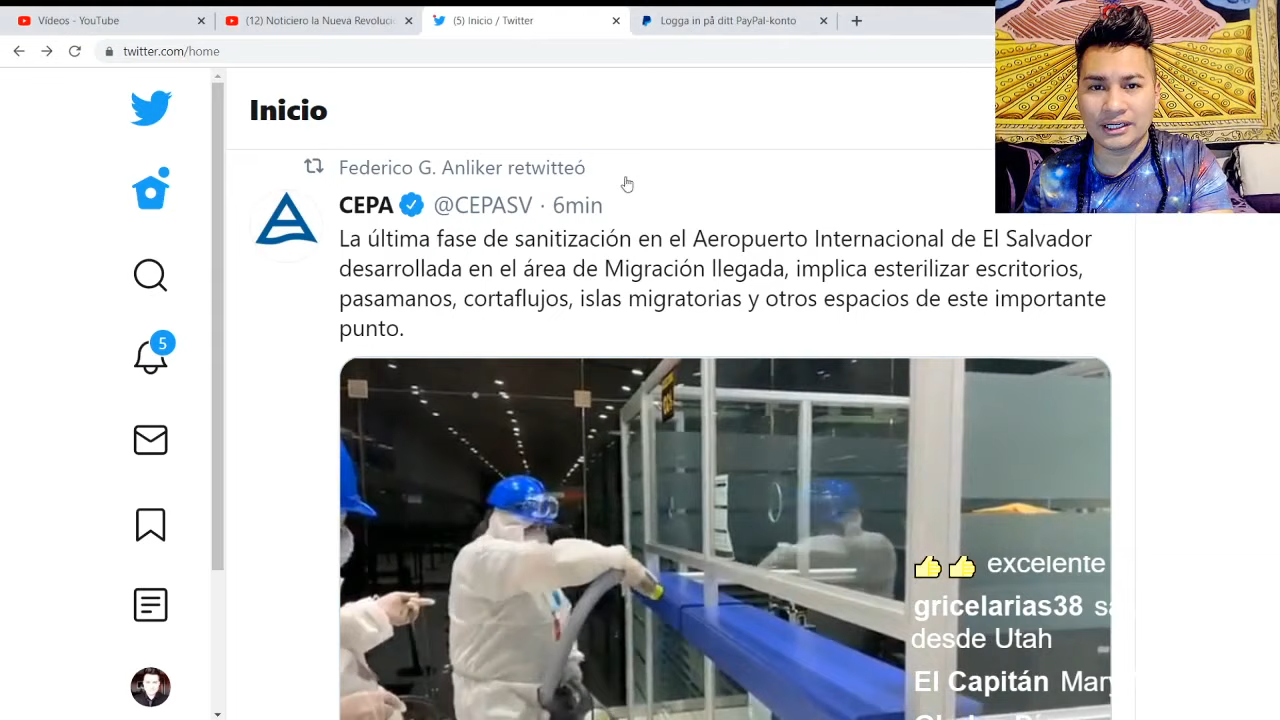 Vídeos - YouTube
(12) Noticiero la Nueva Revoluci
(5) Inicio / Twitter
Logga in på ditt PayPal-konto
twitter.com/home
Inicio
Federico G. Anliker retwitteó
CEPA @CEPASV · 6min
La última fase de sanitización en el Aeropuerto Internacional de El Salvador
desarrollada en el área de Migración llegada, implica esterilizar escritorios,
pasamanos, cortaflujos, islas migratorias y otros espacios de este importante
punto.
5
excelente
gricelarias38 sa
desde Utah
El Capitán Mary